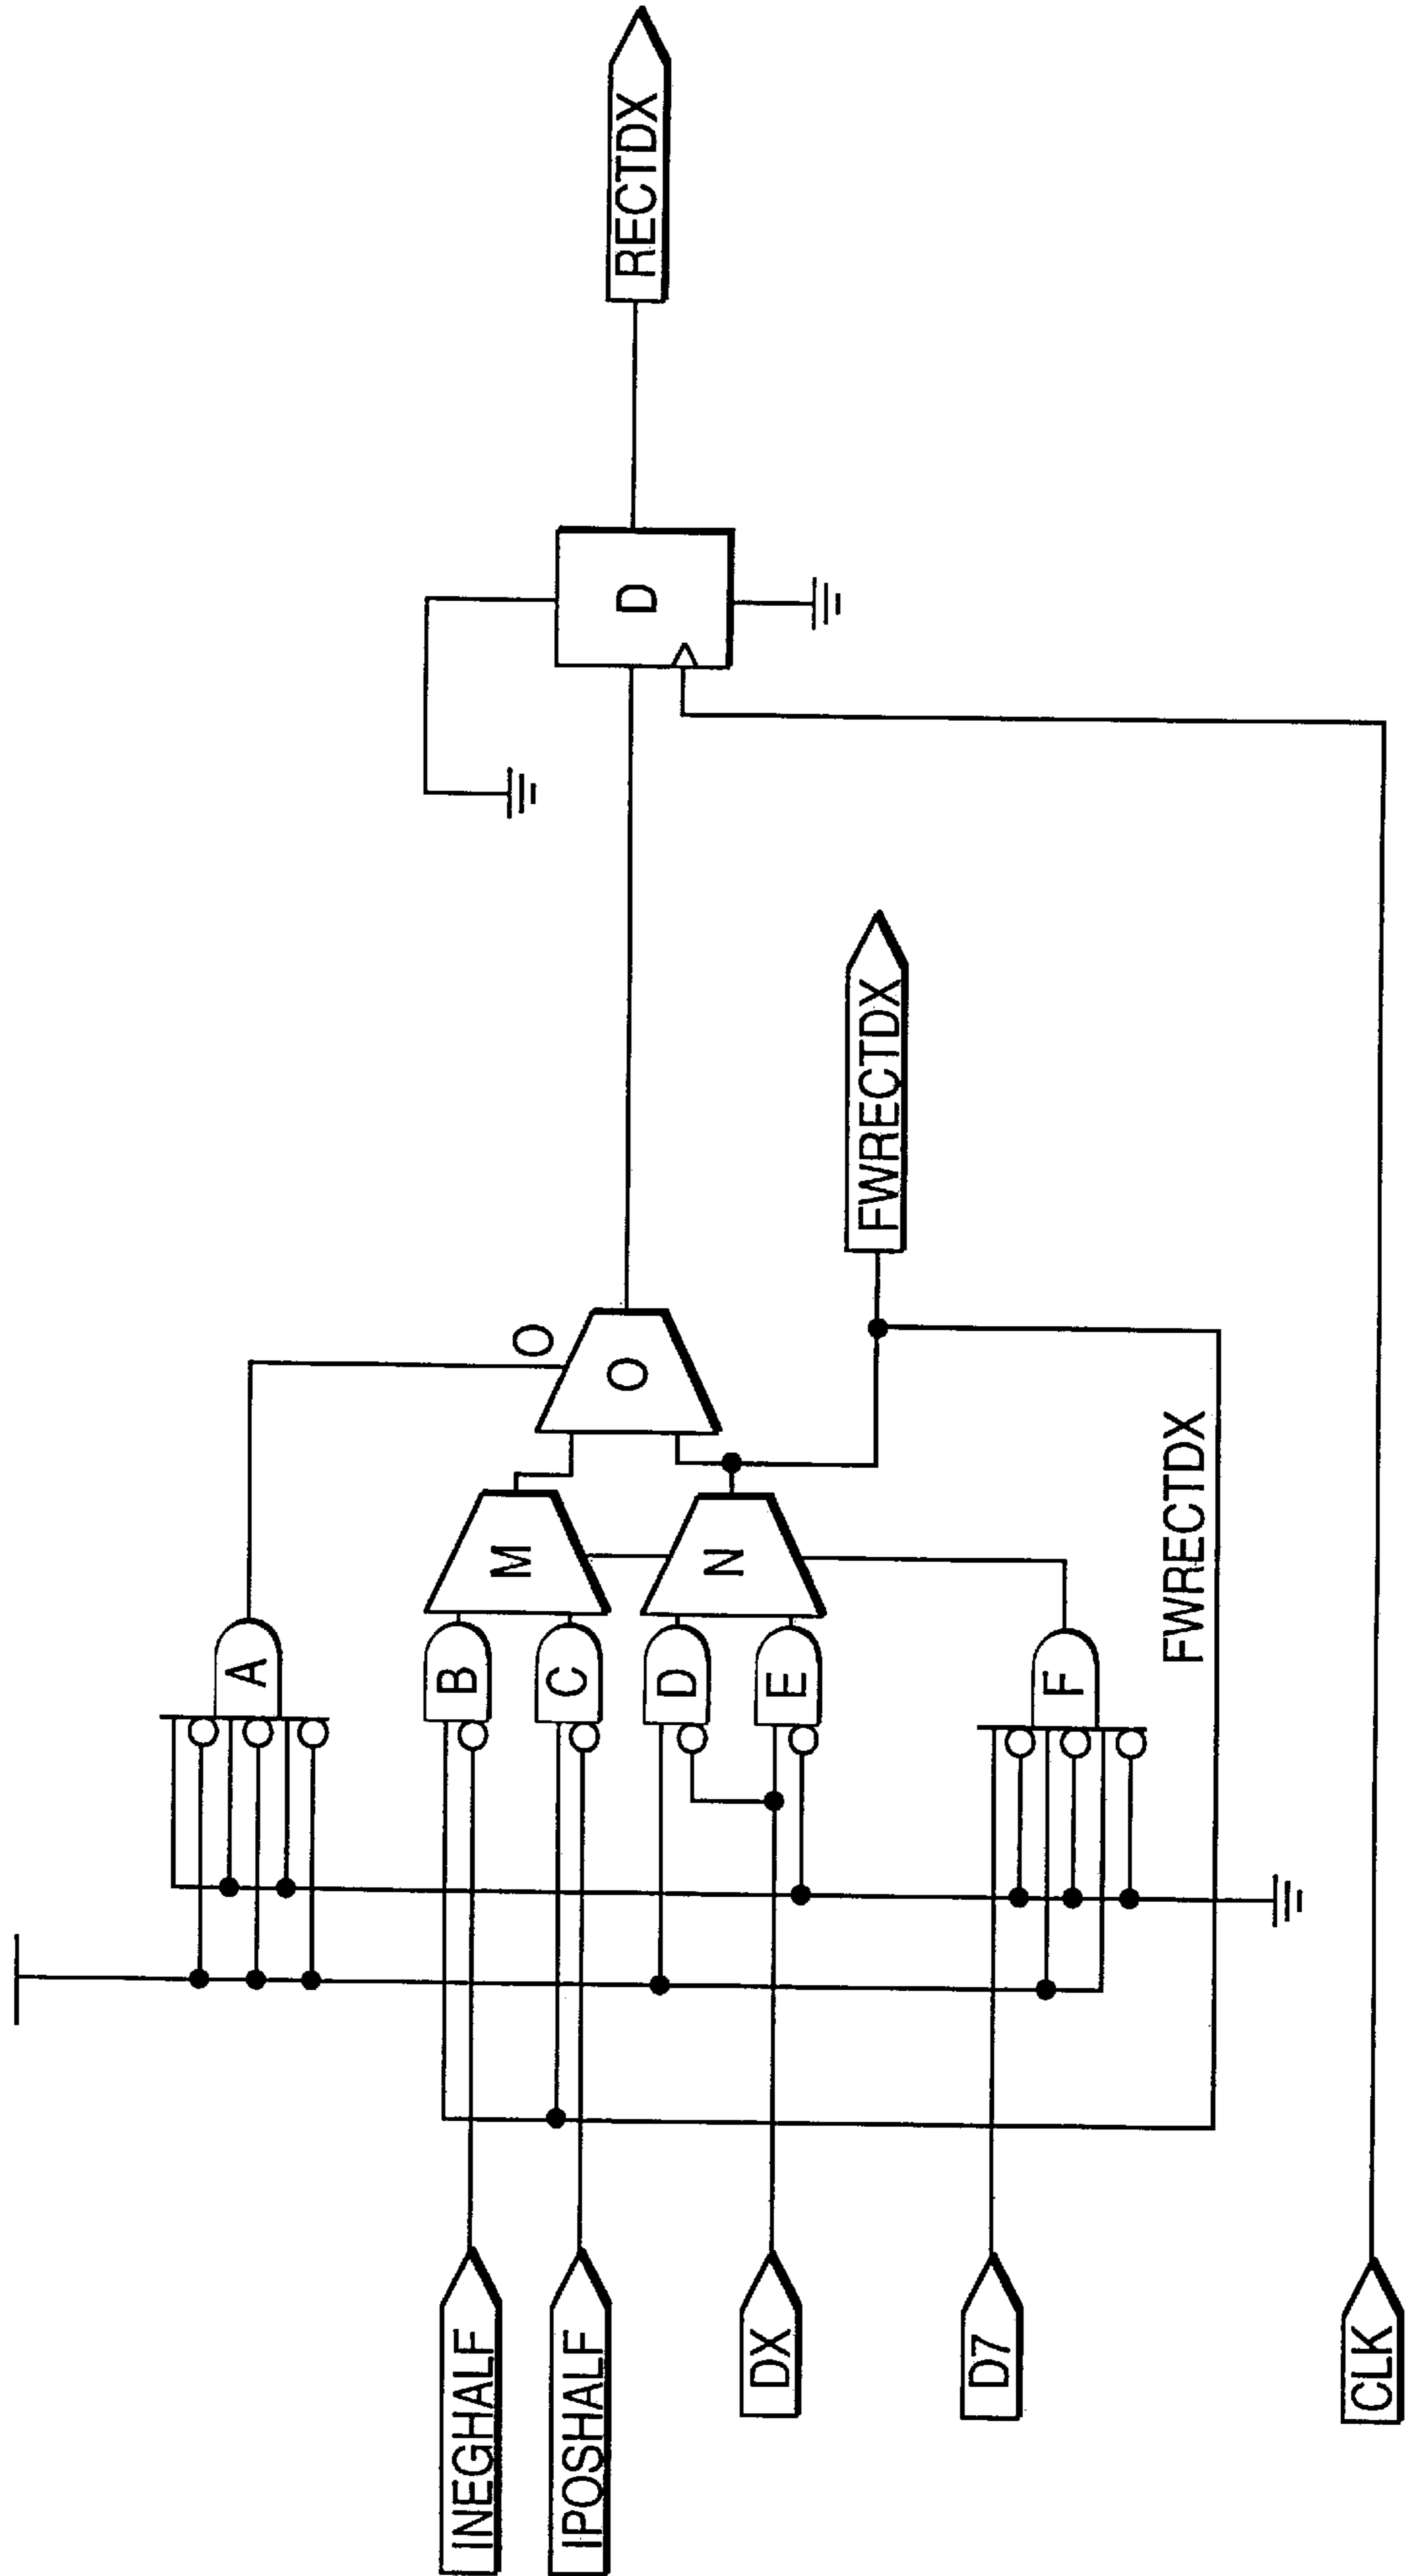 A
INEGHALF
B
M
O
O
IPOSHALF
C
D
RECTDX
DX
D
N
E
FWRECTDX
D7
F
FWRECTDX
CLK